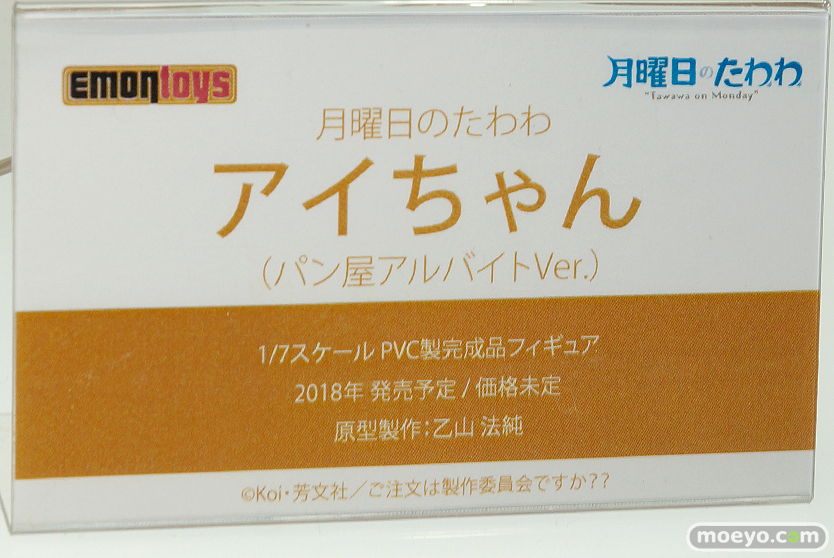 EMONtoys
月曜日のたわわ
"Tawawa on Monday"
月曜日のたわわ
アイちゃん
（パン屋アルバイトVer.）
1/7スケール PVC製完成品フィギュア
2018年 発売予定 / 価格未定
原型製作：乙山 法純
©Koi・芳文社／ご注文は製作委員会ですか？？
moeyo.com